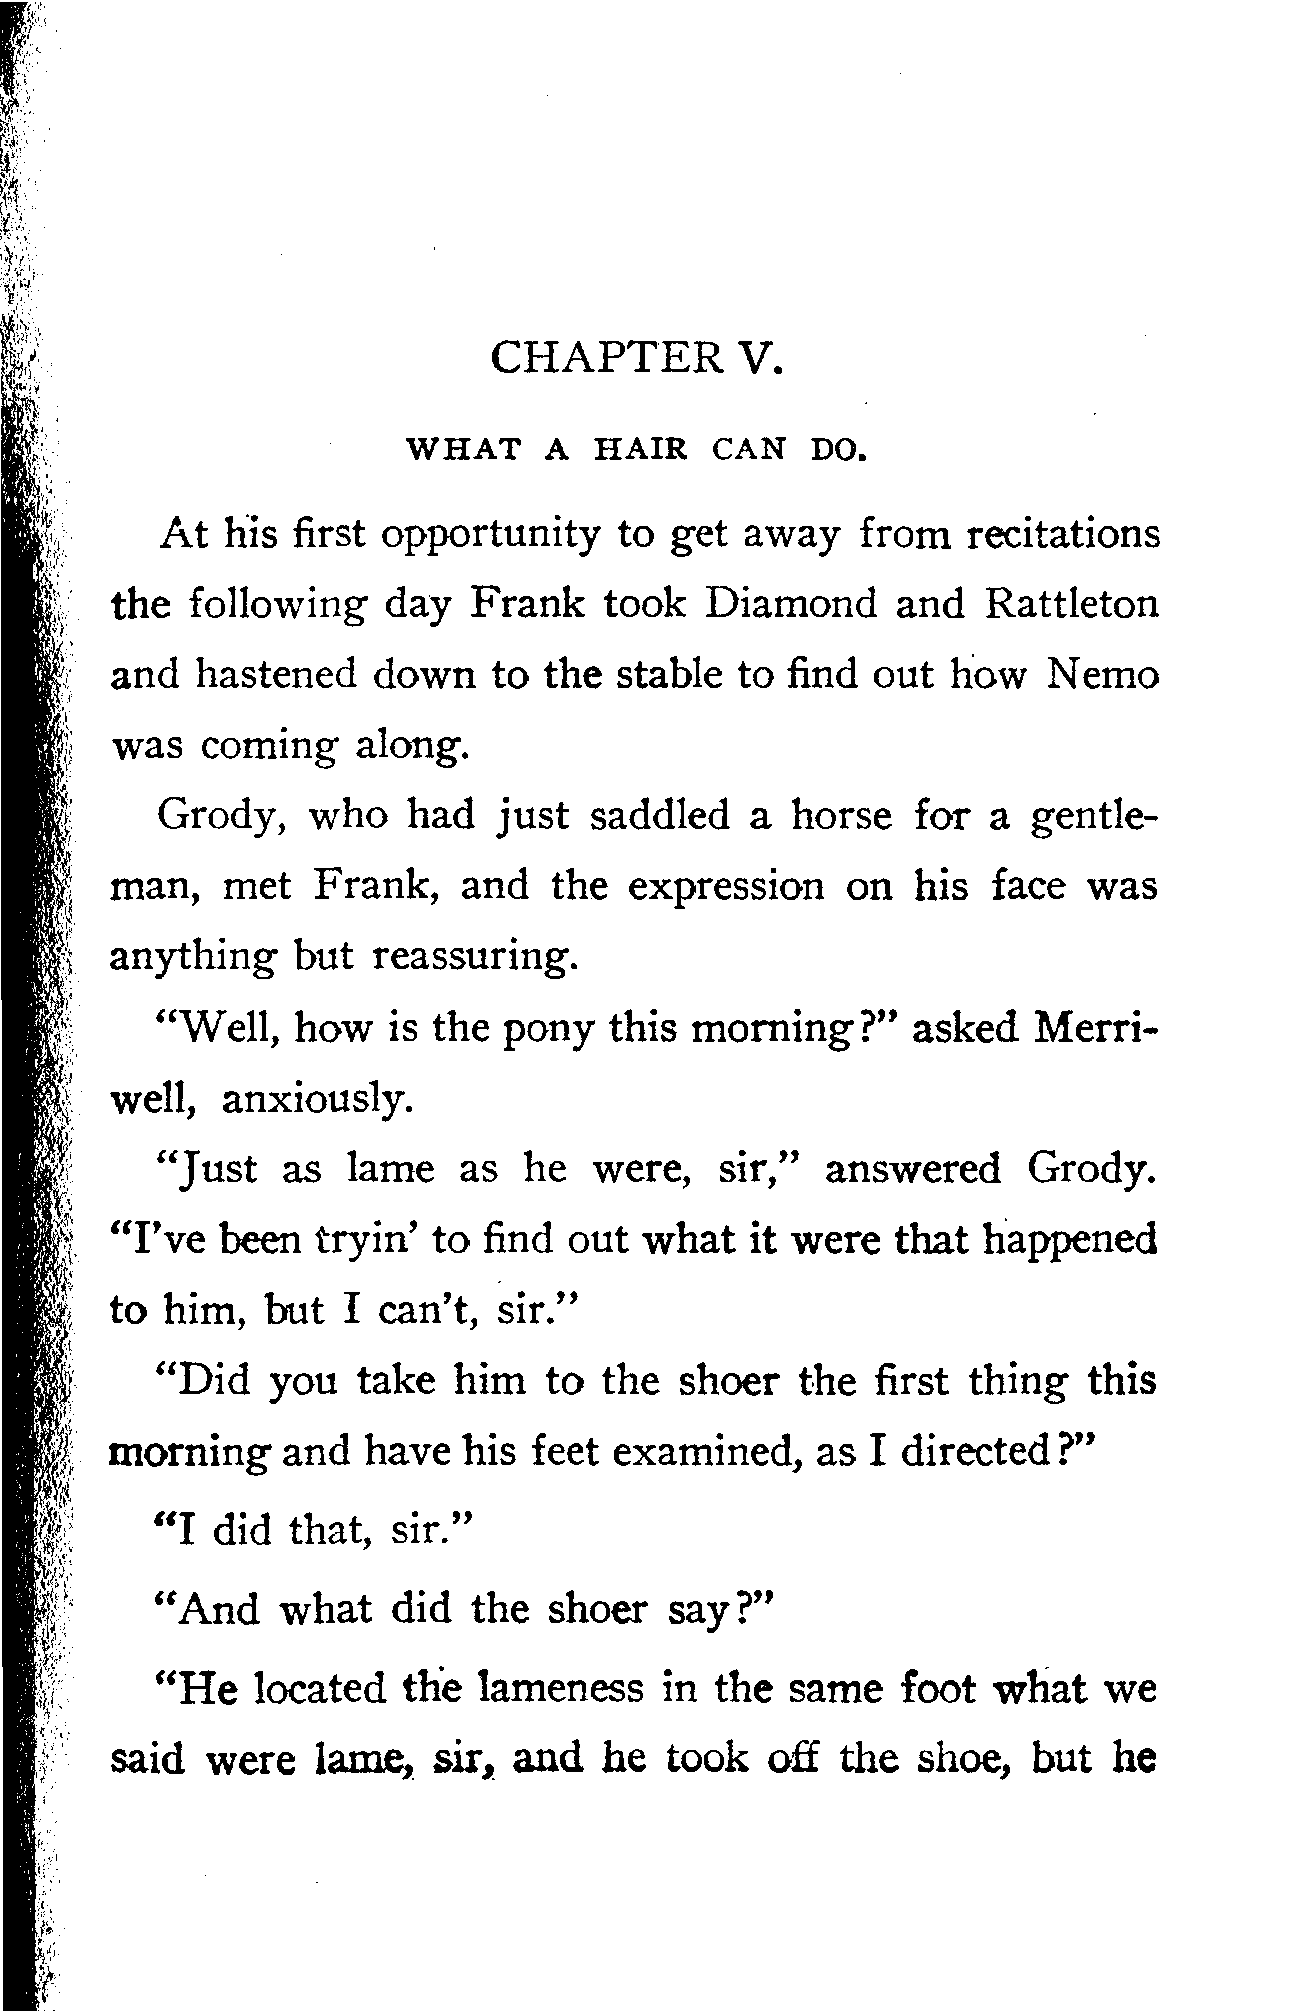 CHAPTER V.
WHAT A HAIR CAN DO.
At his first opportunity to get away from recitations
the following day Frank took Diamond and Rattleton
and hastened down to the stable to find out how Nemo
was coming along.
Grody, who had just saddled a horse for a gentle-
man, met Frank, and the expression on his face was
anything but reassuring.
“Well, how is the pony this morning?” asked Merri-
well, anxiously.
“Just as lame as he were, sir,” answered Grody.
“I’ve been tryin’ to find out what it were that happened
to him, but I can’t, sir.”
“Did you take him to the shoer the first thing this
morning and have his feet examined, as I directed?”
“I did that, sir.”
“And what did the shoer say?”
“He located the lameness in the same foot what we
said were lame, sir, and he took off the shoe, but he